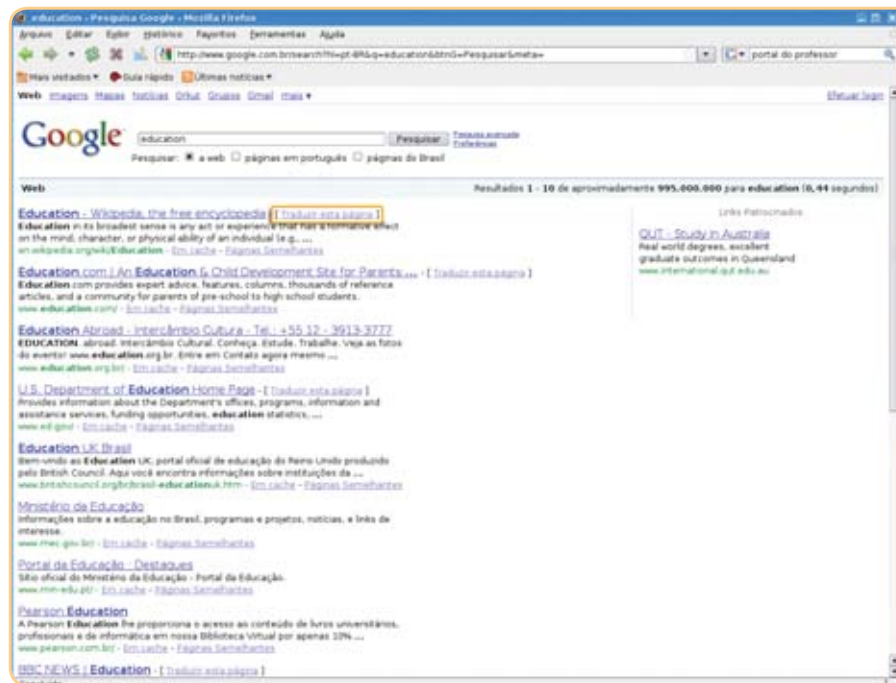 education - Pesquisa Google - Mozilla Firefox
Arquivo Editar Exibir Histórico Favoritos Ferramentas Ajuda
http://www.google.com.br/search?hl=pt-BR&q=education&btnG=Pesquisar&meta= portal do professor
Mais visitados Guia rápido Últimas notícias
Web Imagens Mapas Notícias Orkut Grupos Gmail mais Efetuar login
Google education Pesquisar Pesquisa avançada
Preferências
Pesquisar: a web páginas em português páginas do Brasil
Web Resultados 1 - 10 de aproximadamente 995.000.000 para education (0,44 segundos)
Education - Wikipedia, the free encyclopedia [ Traduzir esta página ]
Education in its broadest sense is any act or experience that has a formative effect
on the mind, character, or physical ability of an individual (e.g., ...
en.wikipedia.org/wiki/Education - Em cache - Páginas Semelhantes
Education.com | An Education & Child Development Site for Parents ... - [ Traduzir esta página ]
Education.com provides expert advice, features, columns, thousands of reference
articles, and a community for parents of pre-school to high school students.
www.education.com/ - Em cache - Páginas Semelhantes
Education Abroad - Intercâmbio Cultura - Tel.: +55 12 - 3913-3777
EDUCATION. abroad. Intercâmbio Cultural. Conheça. Estude. Trabalhe. Veja as fotos
do evento! www.education.org.br. Entre em Contato agora mesmo ...
www.education.org.br/ - Em cache - Páginas Semelhantes
U.S. Department of Education Home Page - [ Traduzir esta página ]
Provides information about the Department's offices, programs, information and
assistance services, funding opportunities, education statistics, ...
www.ed.gov/ - Em cache - Páginas Semelhantes
Education UK Brasil
Bem-vindo ao Education UK, portal oficial de educação do Reino Unido produzido
pelo British Council. Aqui você encontra informações sobre instituições da ...
www.britishcouncil.org/br/brasil-educationuk.htm - Em cache - Páginas Semelhantes
Ministério da Educação
Informações sobre a educação no Brasil, programas e projetos, notícias, e links de
interesse.
www.mec.gov.br/ - Em cache - Páginas Semelhantes
Portal da Educação : Destaques
Sítio oficial do Ministério da Educação - Portal da Educação.
www.min-edu.pt/ - Em cache - Páginas Semelhantes
Pearson Education
A Pearson Education lhe proporciona o acesso ao conteúdo de livros universitários,
profissionais e de informática em nossa Biblioteca Virtual por apenas 10% ...
www.pearson.com.br/ - Em cache - Páginas Semelhantes
BBC NEWS | Education - [ Traduzir esta página ]
Links Patrocinados
QUT - Study in Australia
Real world degrees, excellent
graduate outcomes in Queensland
www.international.qut.edu.au